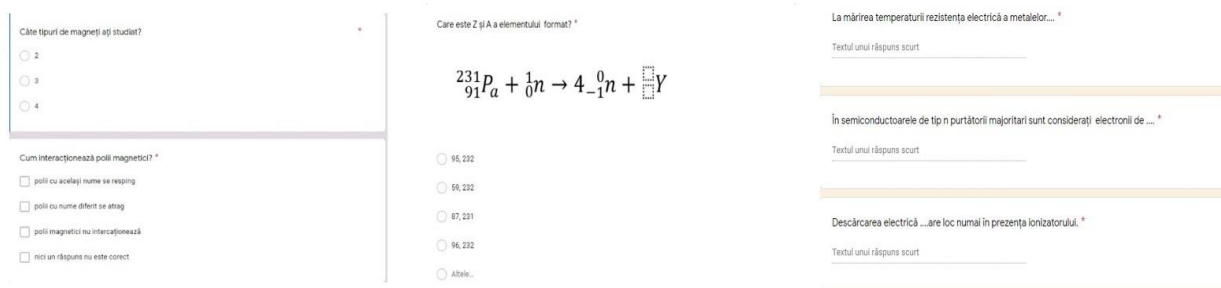 Câte tipuri de magneți ați studiat? *
2
3
4
Cum interacționează polii magnetici? *
polii cu același nume se resping
polii cu nume diferit se atrag
polii magnetici nu intercaționează
nici un răspuns nu este corect
Care este Z și A a elementului format? *
²³¹₉₁Pₐ + ¹₀n → 4 ⁰₋₁n + □□Y
95, 232
59, 232
87, 231
96, 232
Altele...
La mărirea temperaturii rezistența electrică a metalelor.... *
Textul unui răspuns scurt
În semiconductoarele de tip n purtătorii majoritari sunt considerați electronii de .... *
Textul unui răspuns scurt
Descărcarea electrică ....are loc numai în prezența ionizatorului. *
Textul unui răspuns scurt